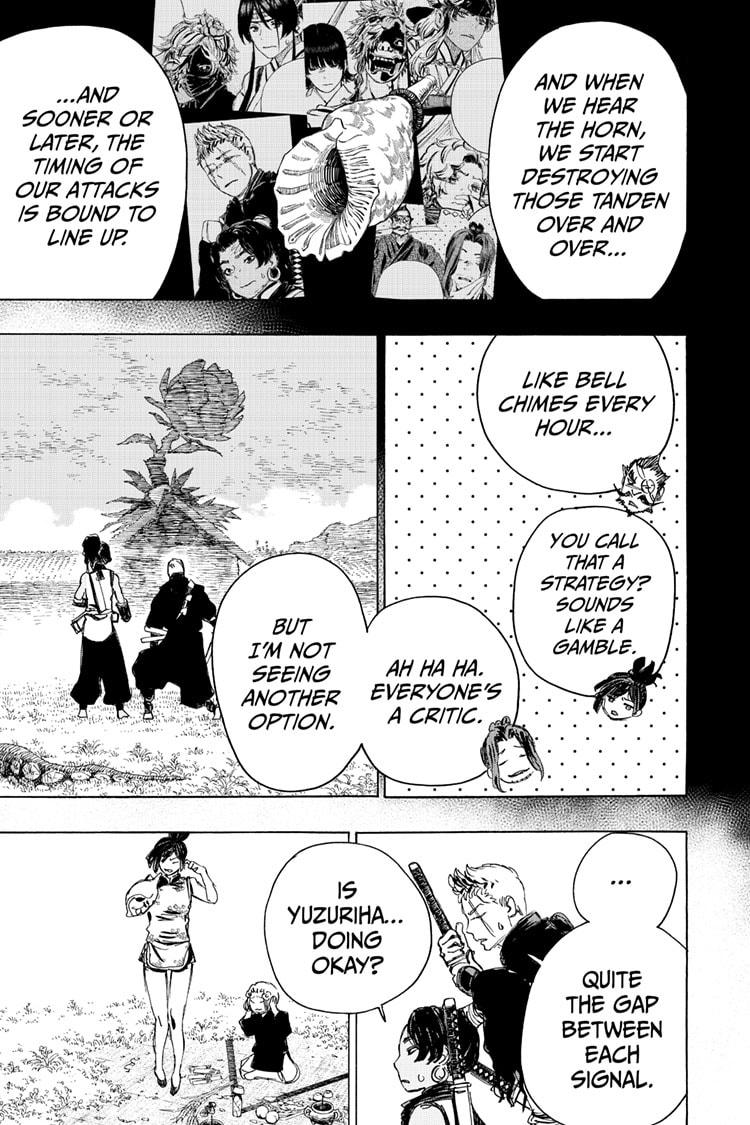 AND WHEN
WE HEAR
THE HORN,
WE START
DESTROYING
THOSE TANDEN
OVER AND
OVER...
...AND
SOONER OR
LATER, THE
TIMING OF
OUR ATTACKS
IS BOUND TO
LINE UP.
LIKE BELL
CHIMES EVERY
HOUR...
YOU CALL
THAT A
STRATEGY?
SOUNDS
LIKE A
GAMBLE.
AH HA HA.
EVERYONE'S
A CRITIC.
BUT
I'M NOT
SEEING
ANOTHER
OPTION.
...
QUITE
THE GAP
BETWEEN
EACH
SIGNAL.
IS
YUZURIHA...
DOING
OKAY?